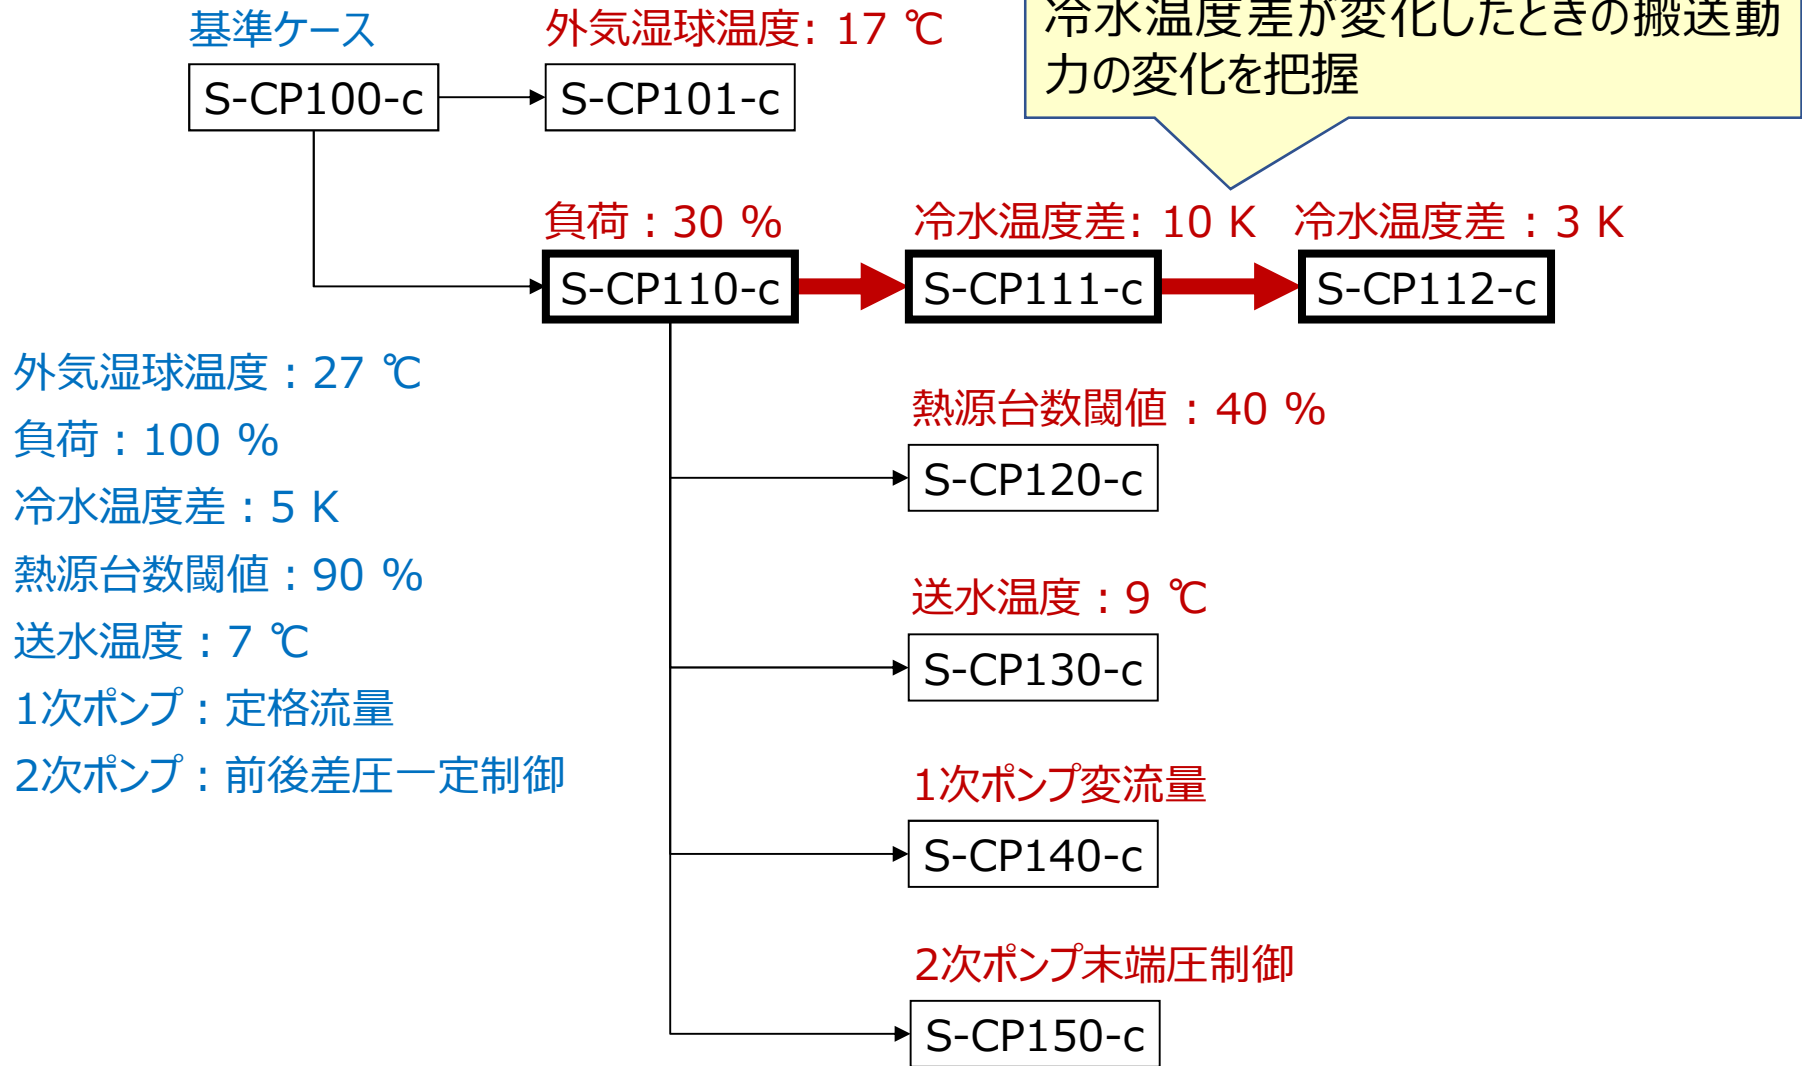 基準ケース
外気湿球温度: 17 ℃
冷水温度差が変化したときの搬送動
力の変化を把握
S-CP100-c
S-CP101-c
負荷：30 %
冷水温度差: 10 K
冷水温度差：3 K
S-CP110-c
S-CP111-c
S-CP112-c
外気湿球温度：27 ℃
負荷：100 %
冷水温度差：5 K
熱源台数閾値：90 %
送水温度：7 ℃
1次ポンプ：定格流量
2次ポンプ：前後差圧一定制御
熱源台数閾値：40 %
S-CP120-c
送水温度：9 ℃
S-CP130-c
1次ポンプ変流量
S-CP140-c
2次ポンプ末端圧制御
S-CP150-c